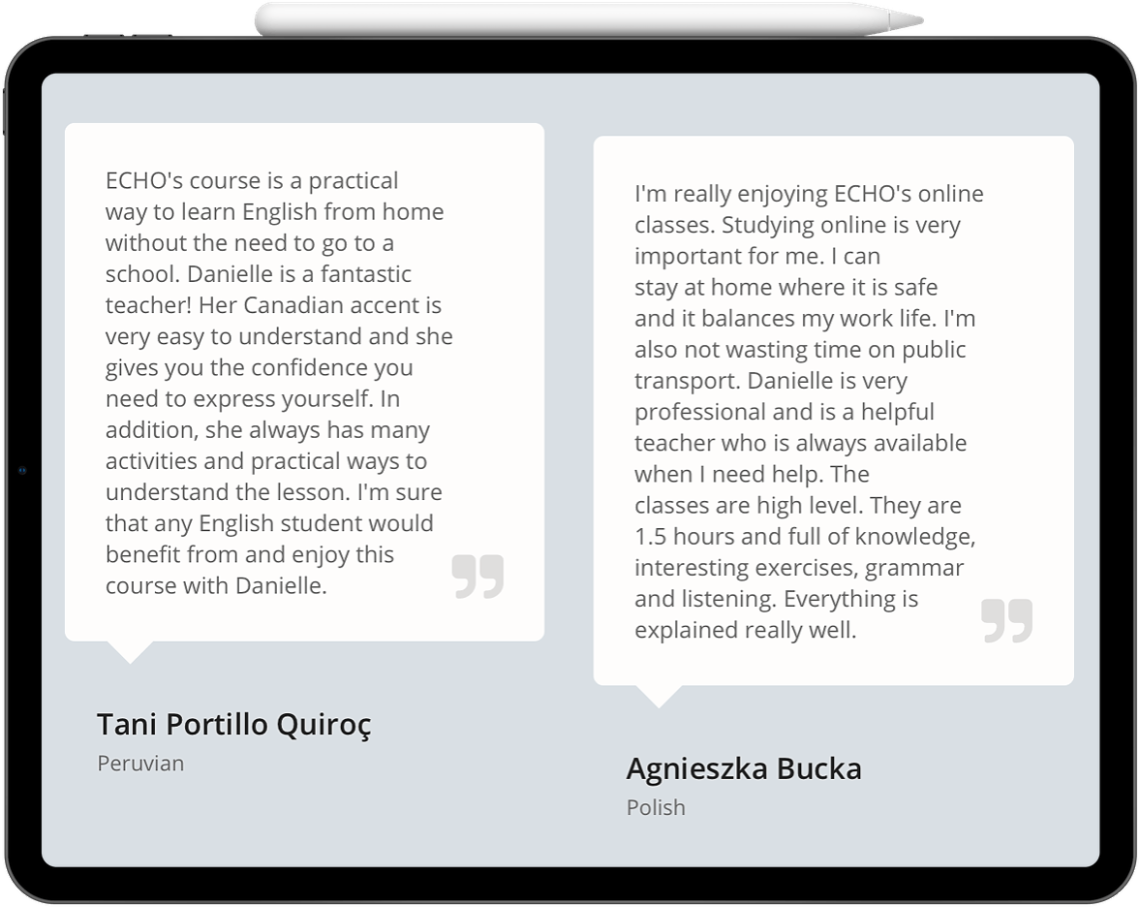 ECHO's course is a practical
way to learn English from home
without the need to go to a
school. Danielle is a fantastic
teacher! Her Canadian accent is
very easy to understand and she
gives you the confidence you
need to express yourself. In
addition, she always has many
activities and practical ways to
understand the lesson. I'm sure
that any English student would
benefit from and enjoy this
course with Danielle.
Tani Portillo Quiroç
Peruvian
I'm really enjoying ECHO's online
classes. Studying online is very
important for me. I can
stay at home where it is safe
and it balances my work life. I'm
also not wasting time on public
transport. Danielle is very
professional and is a helpful
teacher who is always available
when I need help. The
classes are high level. They are
1.5 hours and full of knowledge,
interesting exercises, grammar
and listening. Everything is
explained really well.
Agnieszka Bucka
Polish